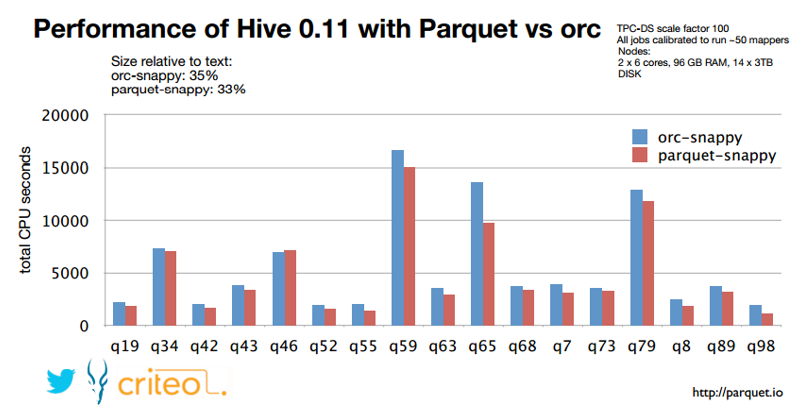 Performance of Hive 0.11 with Parquet vs orc
TPC-DS scale factor 100
All jobs calibrated to run ~50 mappers
Nodes:
2 x 6 cores, 96 GB RAM, 14 x 3TB
DISK
Size relative to text:
orc-snappy: 35%
parquet-snappy: 33%
total CPU seconds
20000
15000
10000
5000
0
orc-snappy
parquet-snappy
q19 q34 q42 q43 q46 q52 q55 q59 q63 q65 q68 q7 q73 q79 q8 q89 q98
criteo
http://parquet.io